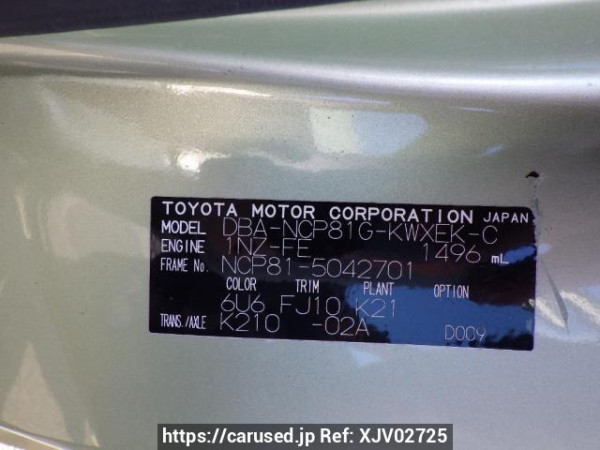 TOYOTA MOTOR CORPORATION JAPAN
MODEL DBA-NCP81G-KWXEK-C
ENGINE 1NZ-FE 1496 mL
FRAME No. NCP81-5042701
COLOR TRIM PLANT OPTION
6U6 FJ10 K21
TRANS./AXLE K210 -02A D009
https://carused.jp Ref: XJV02725